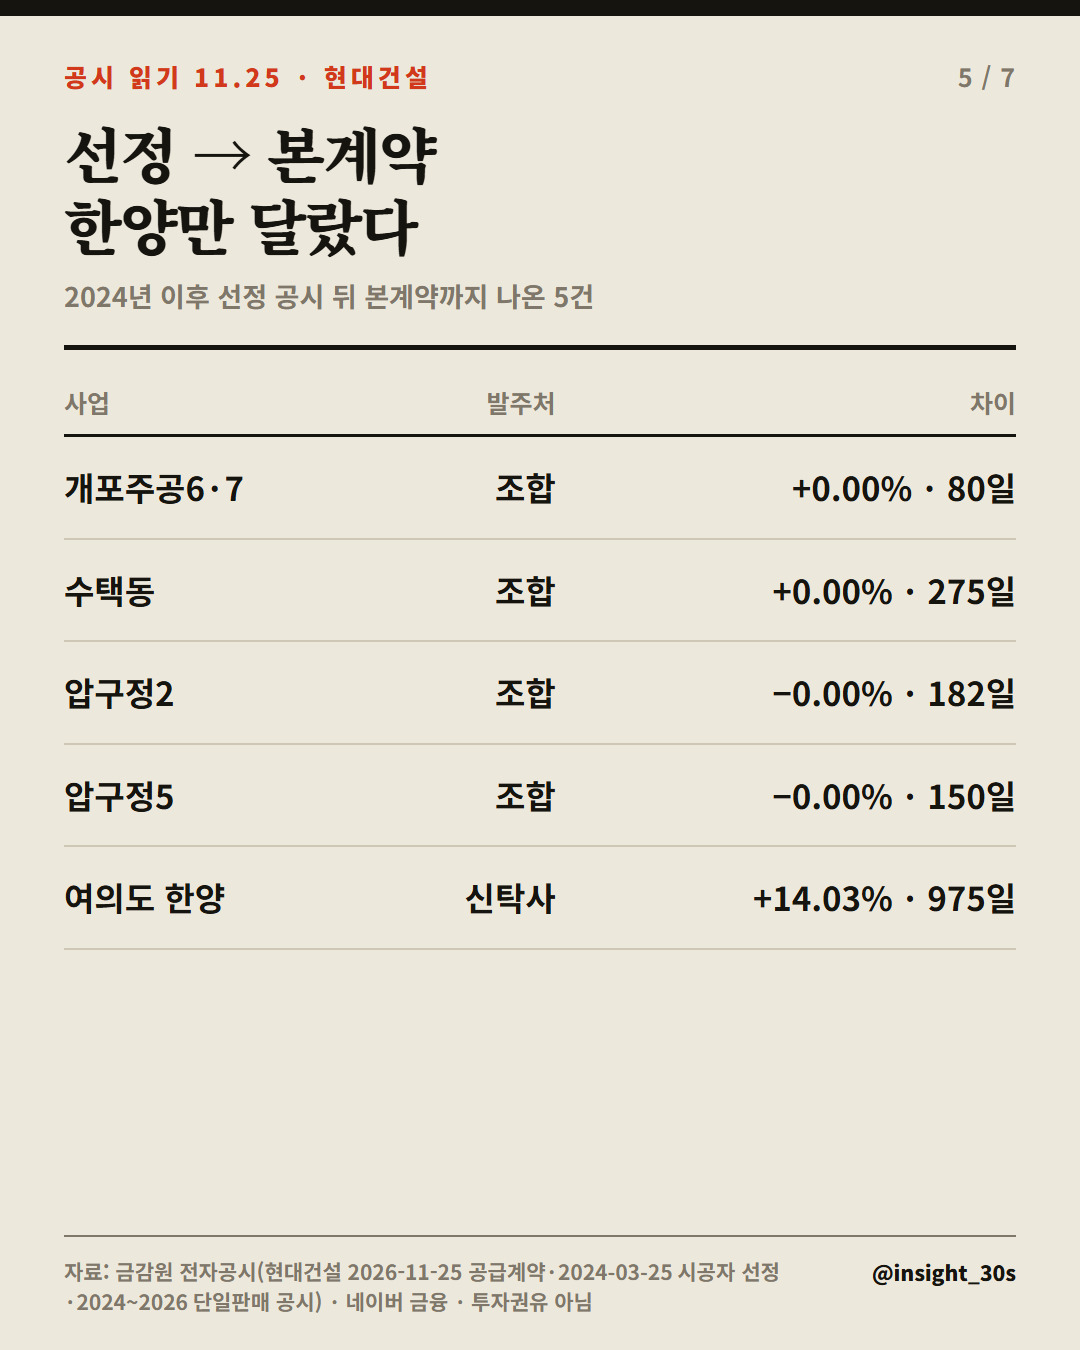 공시 읽기 11.25 · 현대건설
5 / 7
선정 → 본계약
한양만 달랐다
2024년 이후 선정 공시 뒤 본계약까지 나온 5건
사업 발주처 차이
개포주공6·7 조합 +0.00% · 80일
수택동 조합 +0.00% · 275일
압구정2 조합 −0.00% · 182일
압구정5 조합 −0.00% · 150일
여의도 한양 신탁사 +14.03% · 975일
자료: 금감원 전자공시(현대건설 2026-11-25 공급계약·2024-03-25 시공자 선정
·2024~2026 단일판매 공시) · 네이버 금융 · 투자권유 아님
@insight_30s